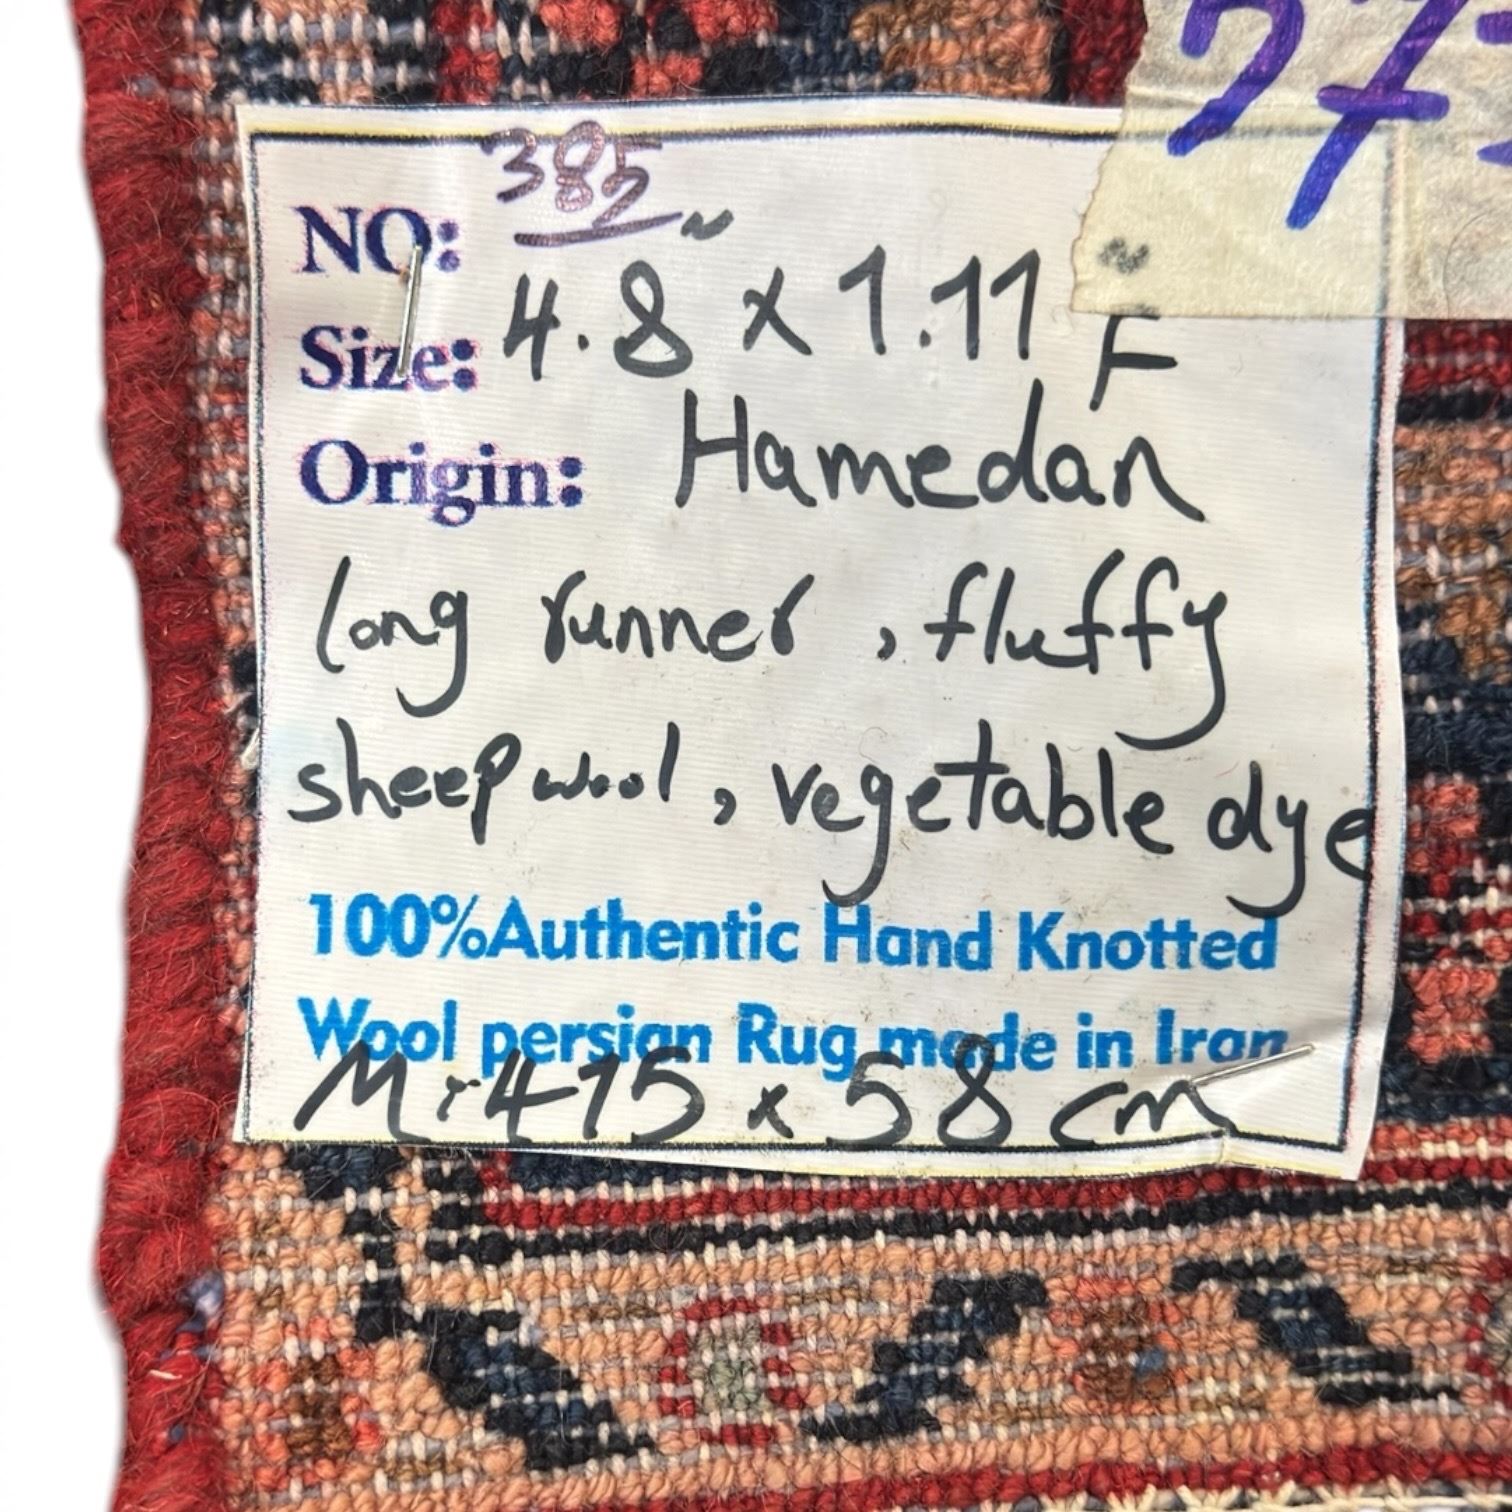 NO: 385
Size: 4.8" x 1.11" F
Origin: Hamedan
long runner, fluffy
sheep wool, vegetable dye
100%Authentic Hand Knotted
Wool persian Rug made in Iran
M: 415 x 58 cm